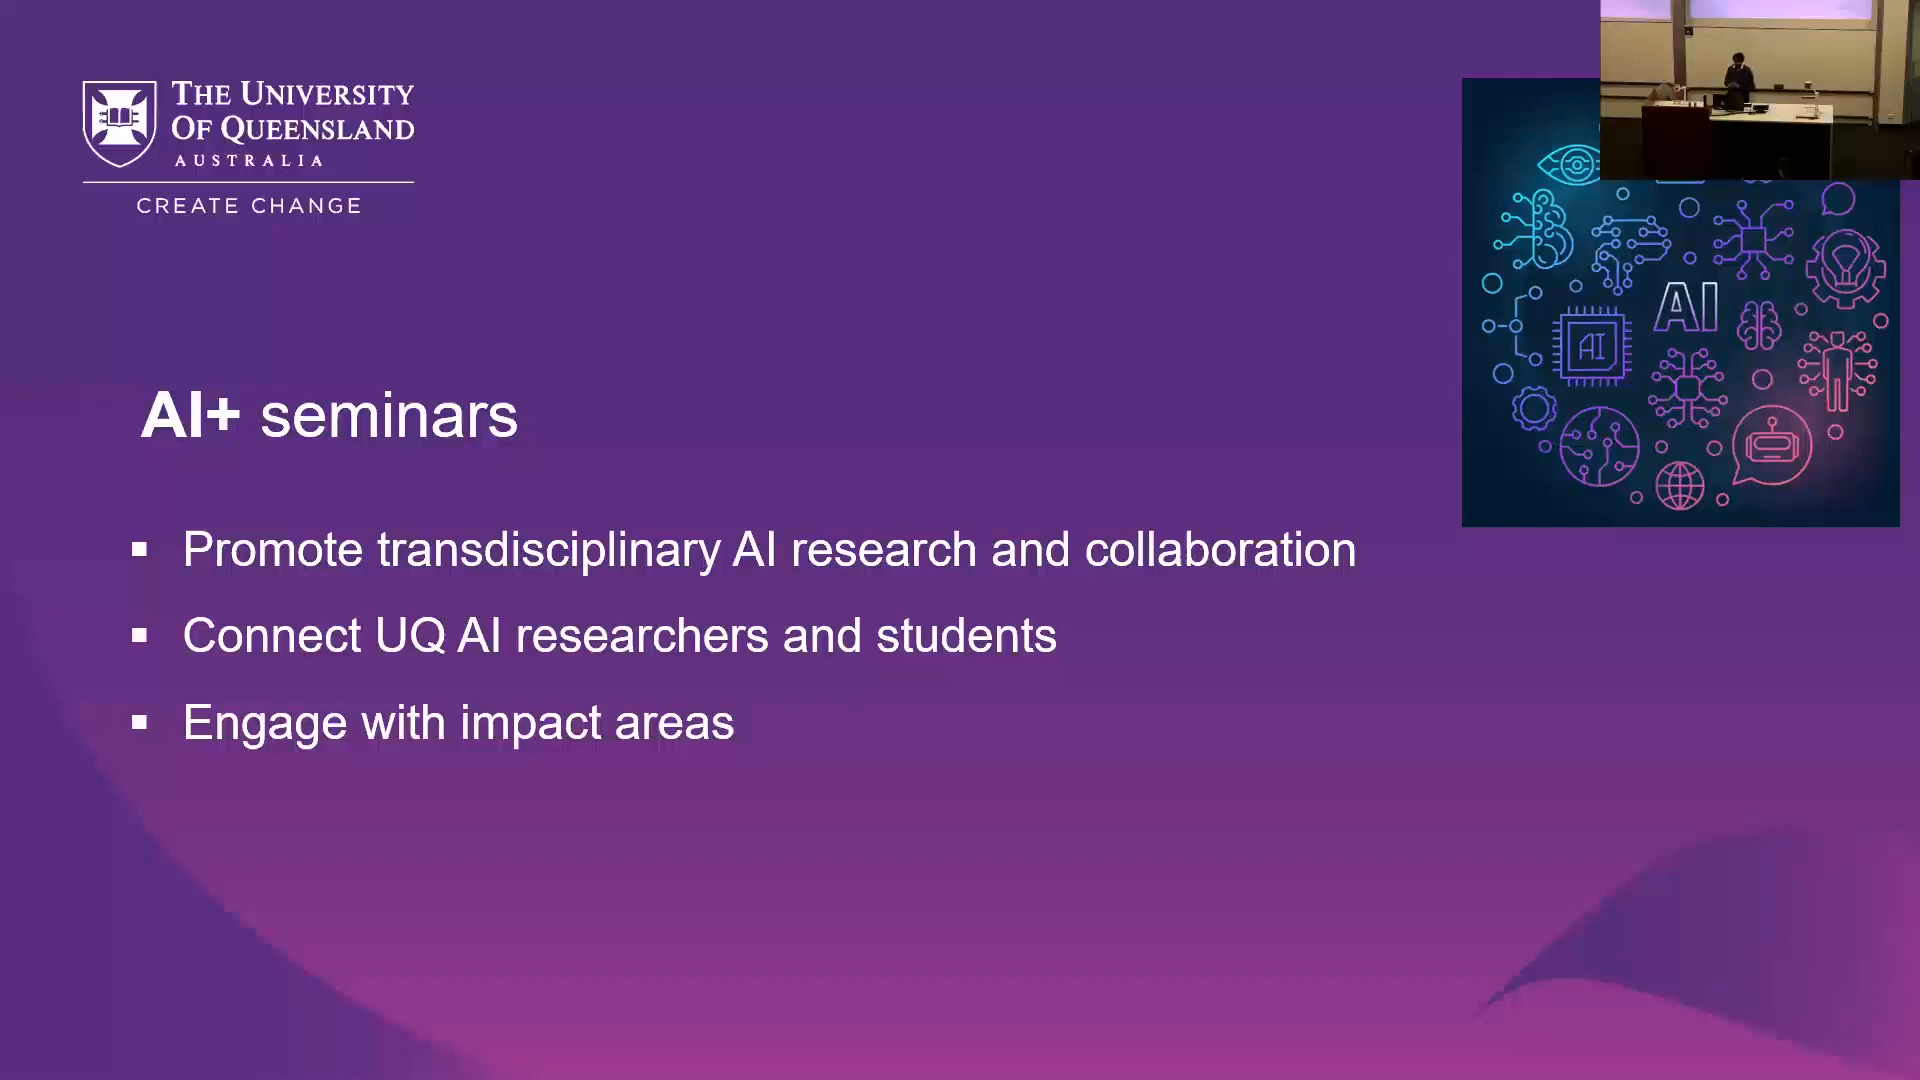 THE UNIVERSITY
OF QUEENSLAND
AUSTRALIA
CREATE CHANGE
AI
AI
AI+ seminars
▪ Promote transdisciplinary AI research and collaboration
▪ Connect UQ AI researchers and students
▪ Engage with impact areas